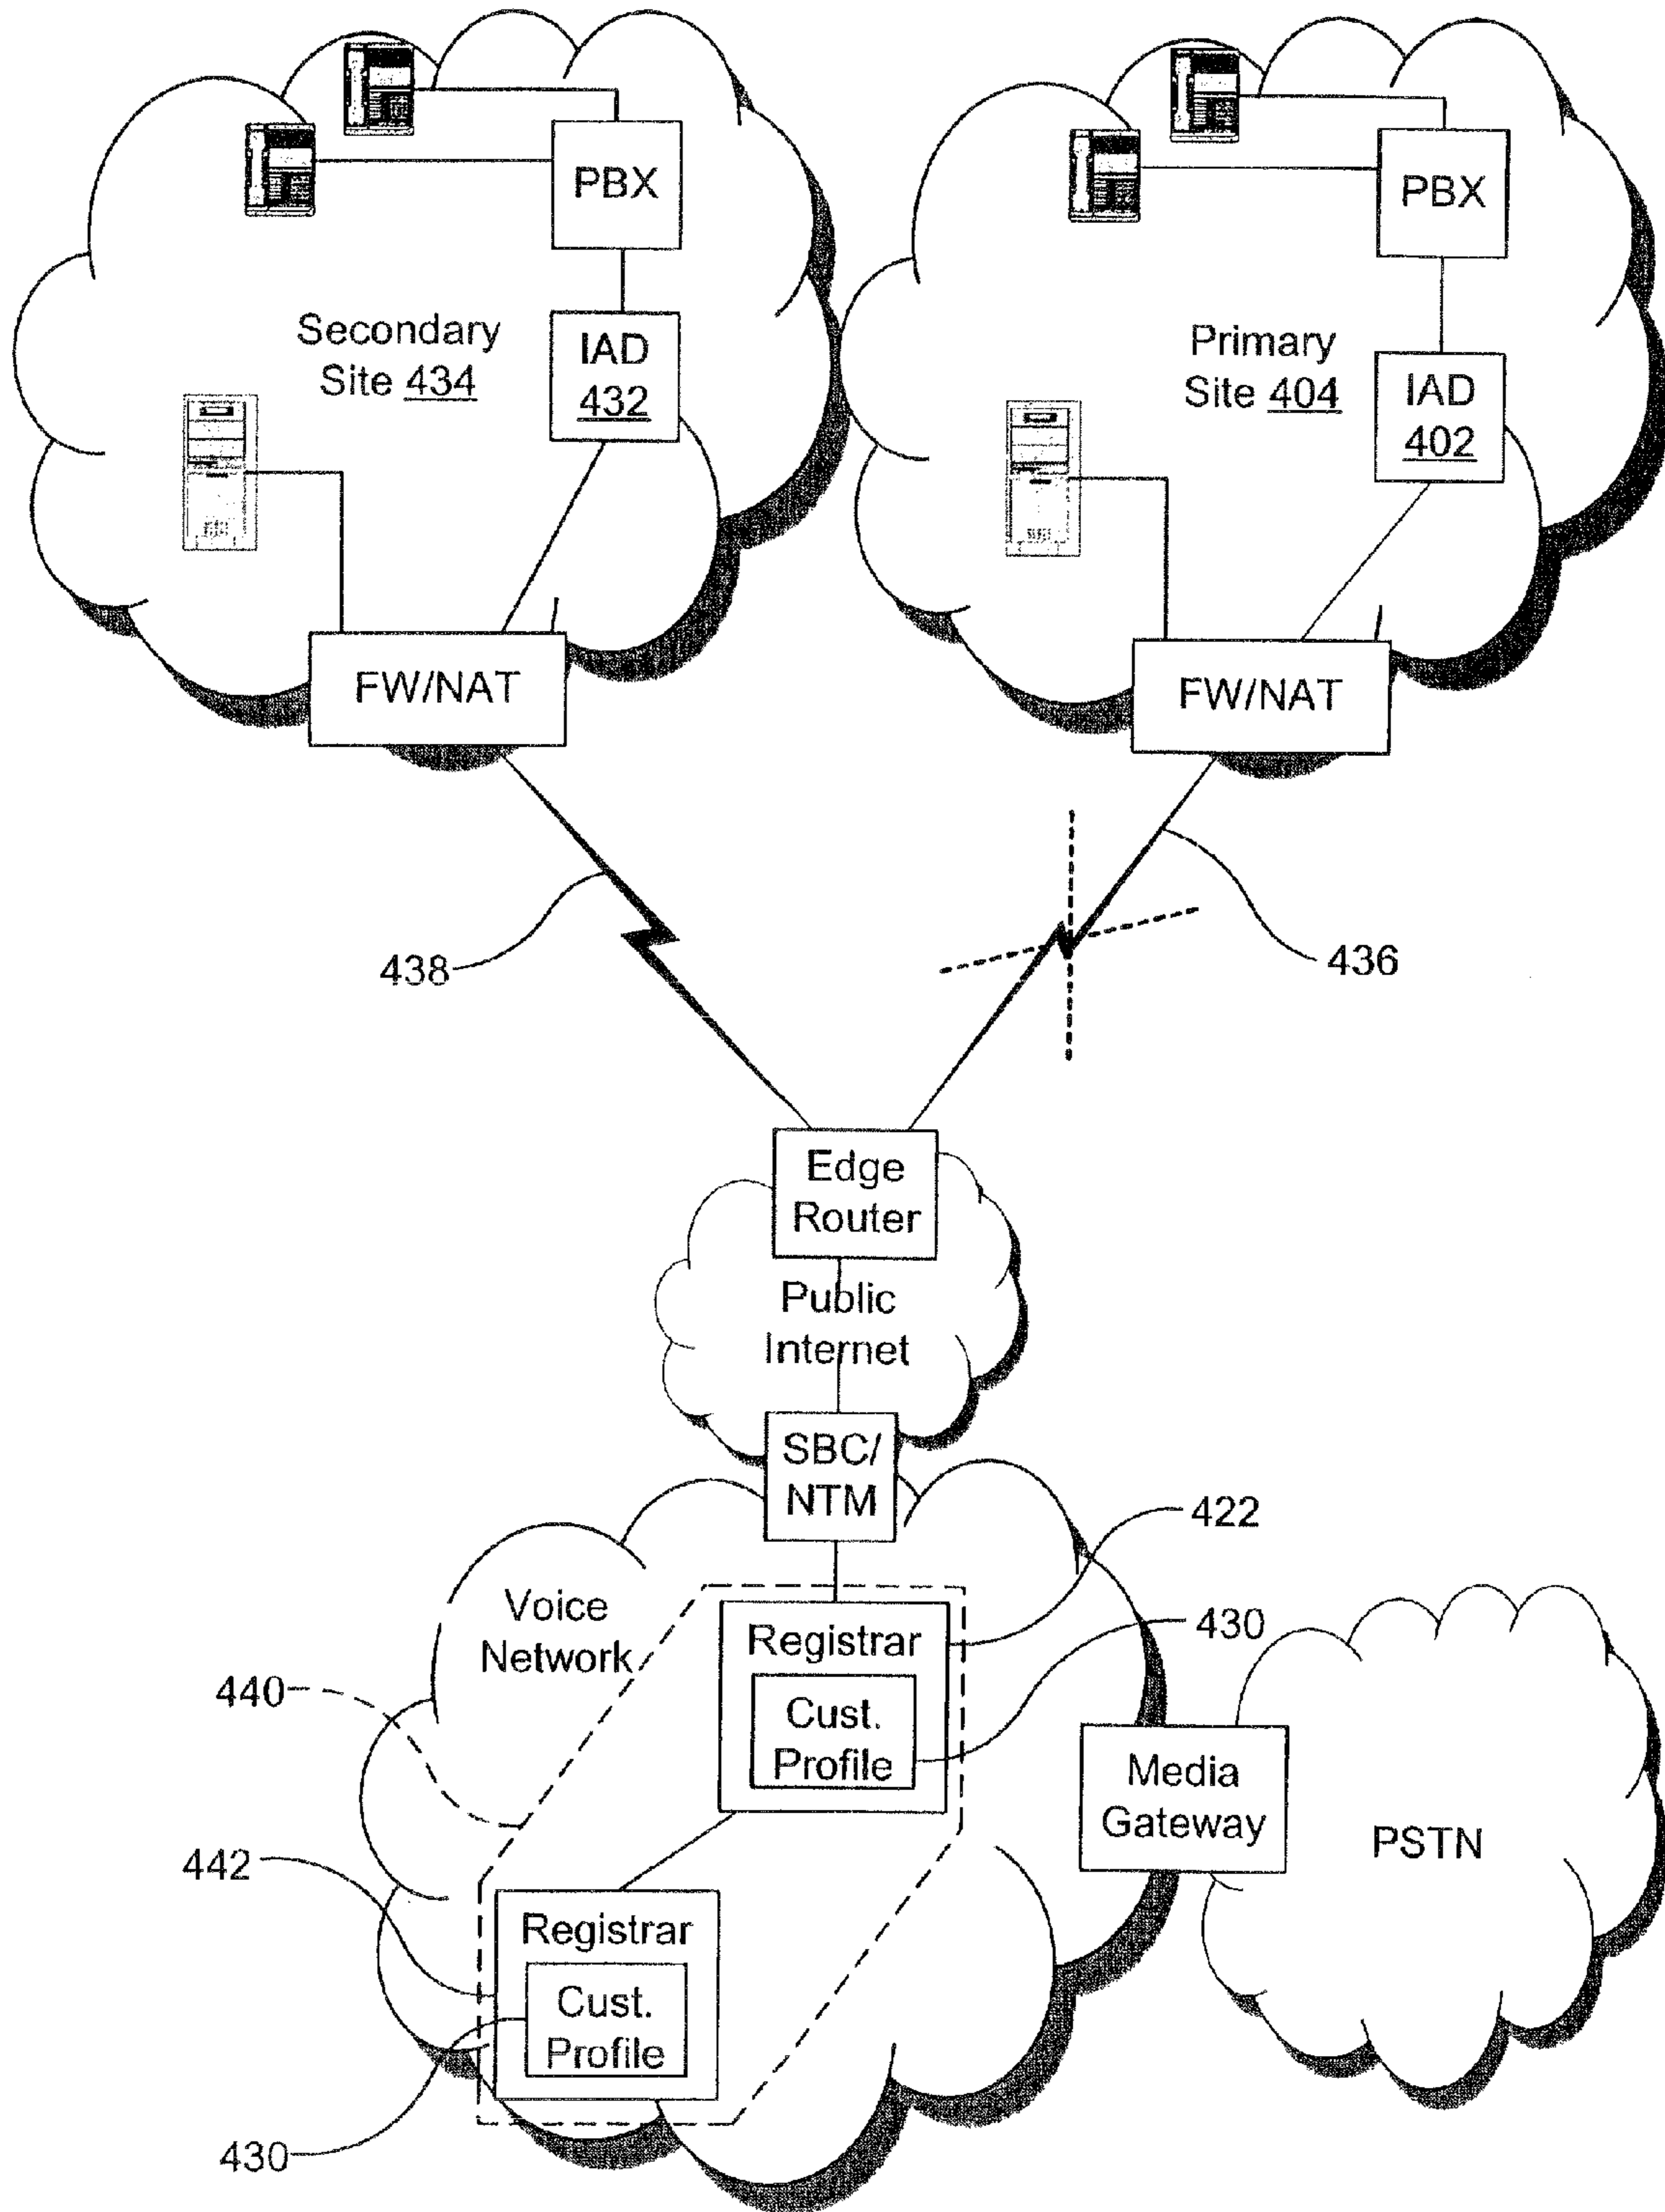 PBX
PBX
Secondary
Site 434
IAD
432
Primary
Site 404
IAD
402
FW/NAT
FW/NAT
438
436
Edge
Router
Public
Internet
SBC/
NTM
422
Voice
Network
Registrar
430
440
Cust.
Profile
Media
Gateway
PSTN
442
Registrar
Cust.
Profile
430